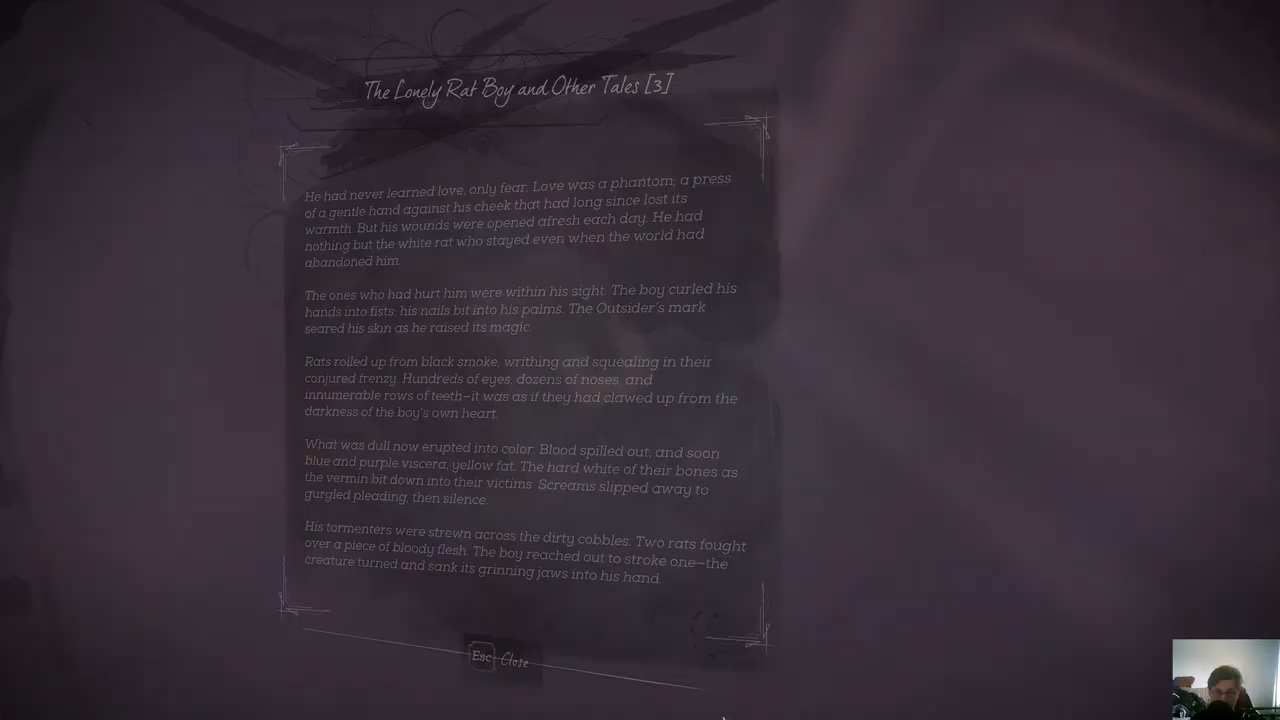 The Lonely Rat Boy and Other Tales [3]
He had never learned love, only fear. Love was a phantom; a press
of a gentle hand against his cheek that had long since lost its
warmth. But his wounds were opened afresh each day. He had
nothing but the white rat who stayed even when the world had
abandoned him.
The ones who had hurt him were within his sight. The boy curled his
hands into fists; his nails bit into his palms. The Outsider's mark
seared his skin as he raised its magic.
Rats roiled up from black smoke, writhing and squealing in their
conjured frenzy. Hundreds of eyes, dozens of noses, and
innumerable rows of teeth—it was as if they had clawed up from the
darkness of the boy's own heart.
What was dull now erupted into color. Blood spilled out, and soon
blue and purple viscera, yellow fat. The hard white of their bones as
the vermin bit down into their victims. Screams slipped away to
gurgled pleading, then silence.
His tormenters were strewn across the dirty cobbles. Two rats fought
over a piece of bloody flesh. The boy reached out to stroke one—the
creature turned and sank its grinning jaws into his hand.
Esc Close